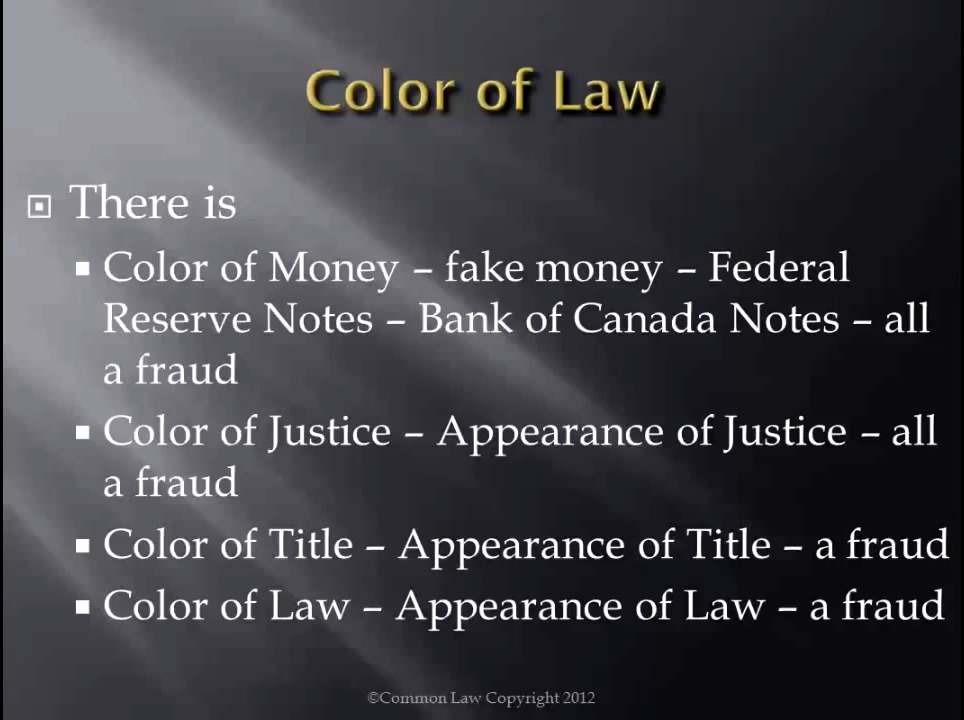 Color of Law
There is
Color of Money – fake money – Federal
Reserve Notes – Bank of Canada Notes – all
a fraud
Color of Justice – Appearance of Justice – all
a fraud
Color of Title – Appearance of Title – a fraud
Color of Law – Appearance of Law – a fraud
©Common Law Copyright 2012